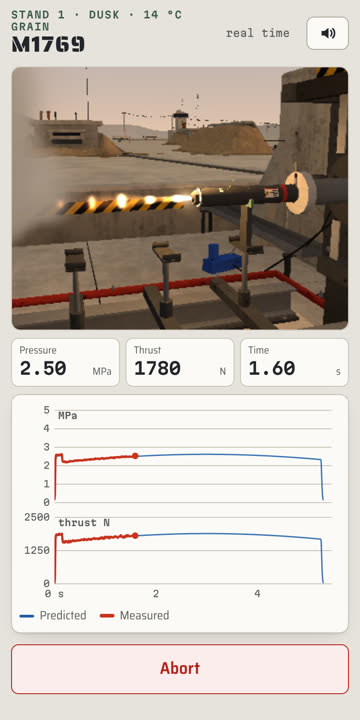 STAND 1 · DUSK · 14 °C
GRAIN
M1769
real time
Pressure
2.50 MPa
Thrust
1780 N
Time
1.60 s
5
MPa
4
3
2
1
0
2500
thrust N
1250
0
0 s 2 4
Predicted Measured
Abort